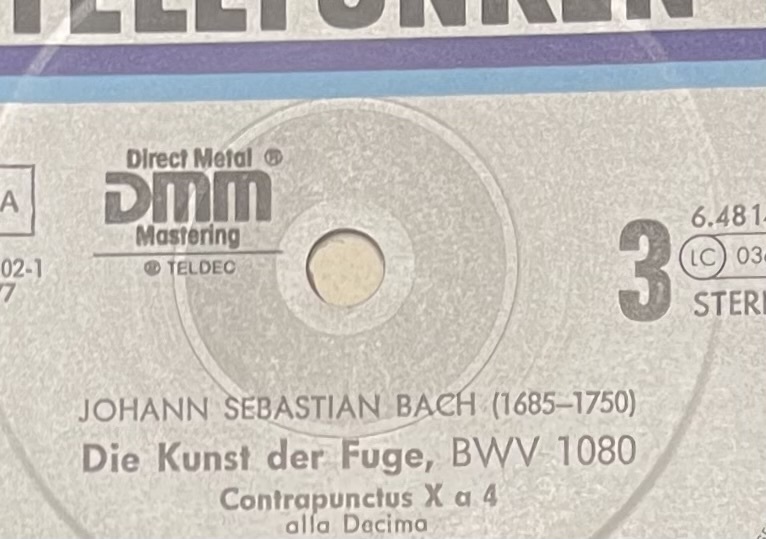 TELEFUNKEN
Direct Metal ®
DMM
Mastering
℗ TELDEC
A
02-1
7
3
6.481
LC 03
STER
JOHANN SEBASTIAN BACH (1685–1750)
Die Kunst der Fuge, BWV 1080
Contrapunctus X a 4
alla Decima